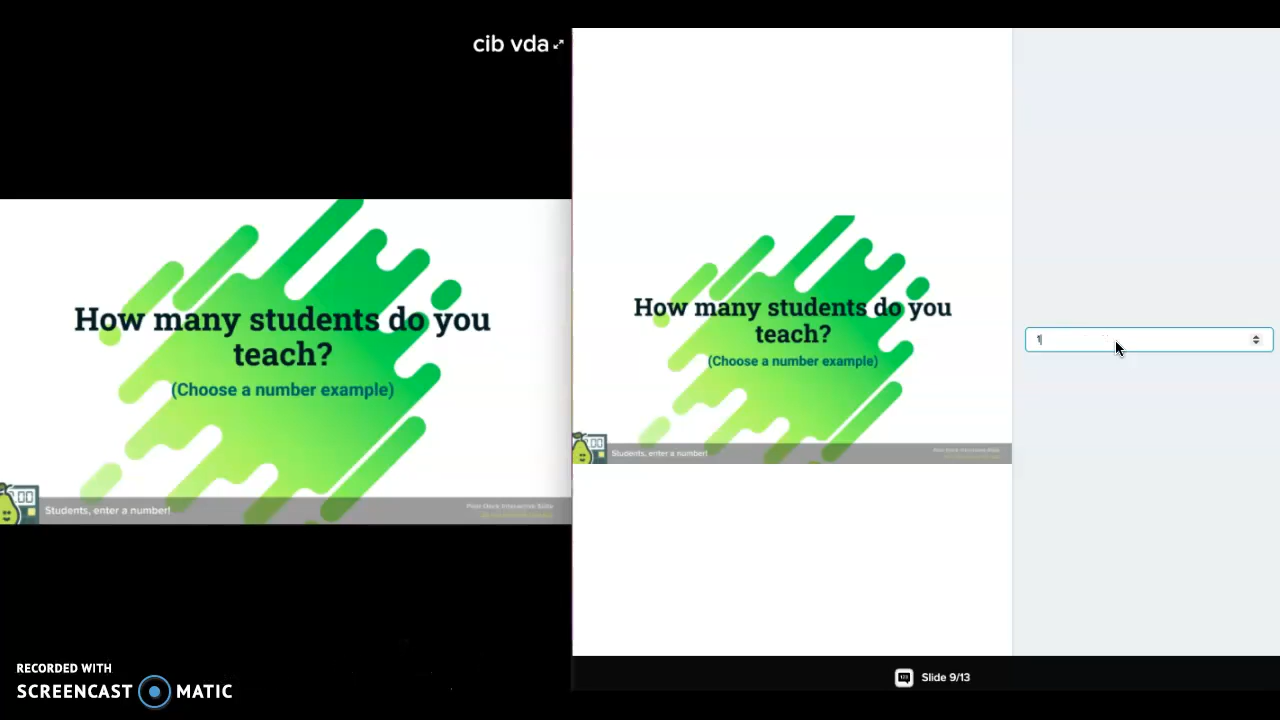 cib vda
How many students do you
teach?
(Choose a number example)
Students, enter a number!
How many students do you
teach?
(Choose a number example)
Students, enter a number!
1
Slide 9/13
RECORDED WITH
SCREENCAST MATIC